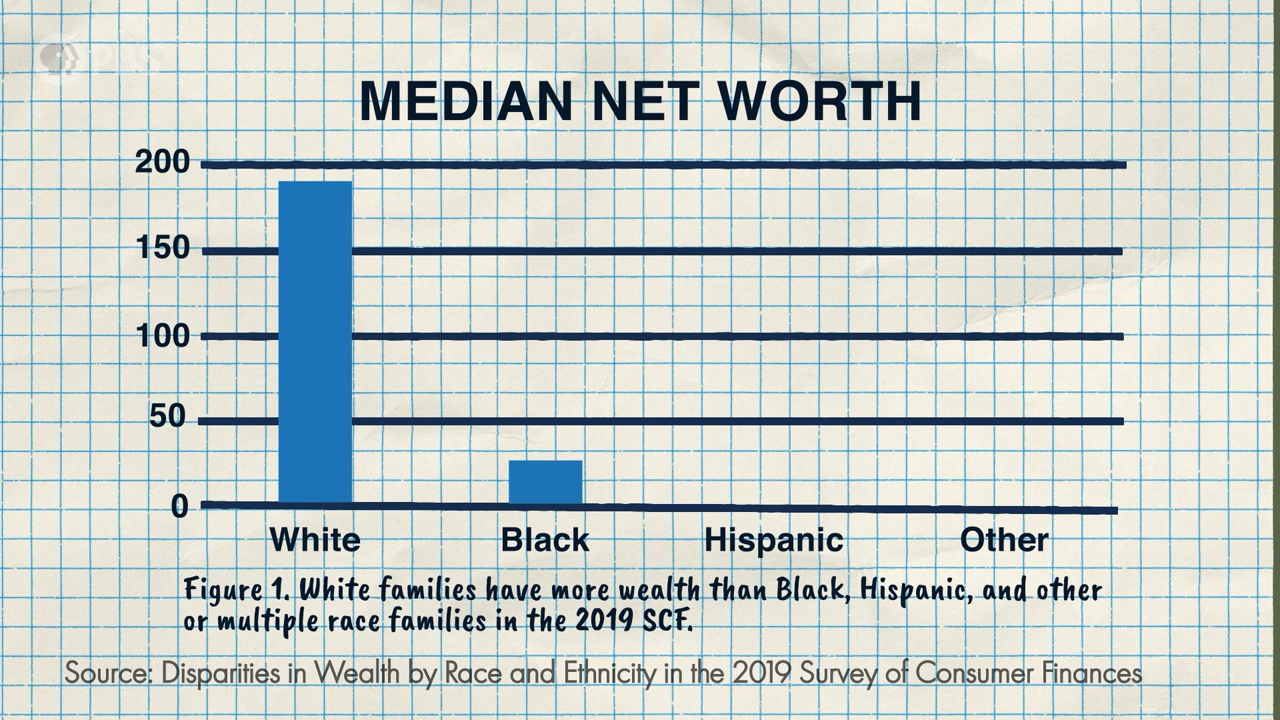 PBS
MEDIAN NET WORTH
200
150
100
50
0
White Black Hispanic Other
Figure 1. White families have more wealth than Black, Hispanic, and other
or multiple race families in the 2019 SCF.
Source: Disparities in Wealth by Race and Ethnicity in the 2019 Survey of Consumer Finances